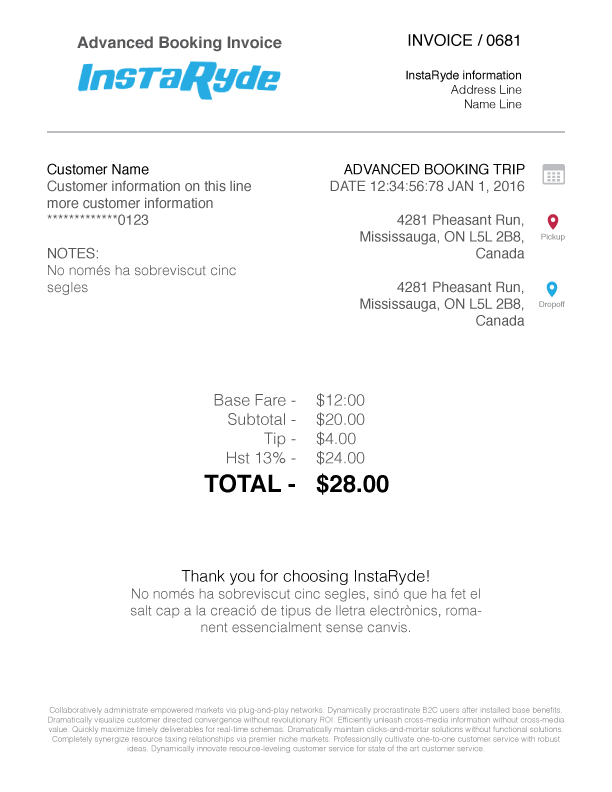 Advanced Booking Invoice
InstaRyde
INVOICE / 0681
InstaRyde information
Address Line
Name Line
Customer Name
Customer information on this line
more customer information
*************0123
NOTES:
No només ha sobreviscut cinc
segles
ADVANCED BOOKING TRIP
DATE 12:34:56:78 JAN 1, 2016
4281 Pheasant Run,
Mississauga, ON L5L 2B8,
Canada
Pickup
4281 Pheasant Run,
Mississauga, ON L5L 2B8,
Canada
Dropoff
Base Fare - $12:00
Subtotal - $20.00
Tip - $4.00
Hst 13% - $24.00
TOTAL - $28.00
Thank you for choosing InstaRyde!
No només ha sobreviscut cinc segles, sinó que ha fet el
salt cap a la creació de tipus de lletra electrònics, roma-
nent essencialment sense canvis.
Collaboratively administrate empowered markets via plug-and-play networks. Dynamically procrastinate B2C users after installed base benefits.
Dramatically visualize customer directed convergence without revolutionary ROI. Efficiently unleash cross-media information without cross-media
value. Quickly maximize timely deliverables for real-time schemas. Dramatically maintain clicks-and-mortar solutions without functional solutions.
Completely synergize resource taxing relationships via premier niche markets. Professionally cultivate one-to-one customer service with robust
ideas. Dynamically innovate resource-leveling customer service for state of the art customer service.